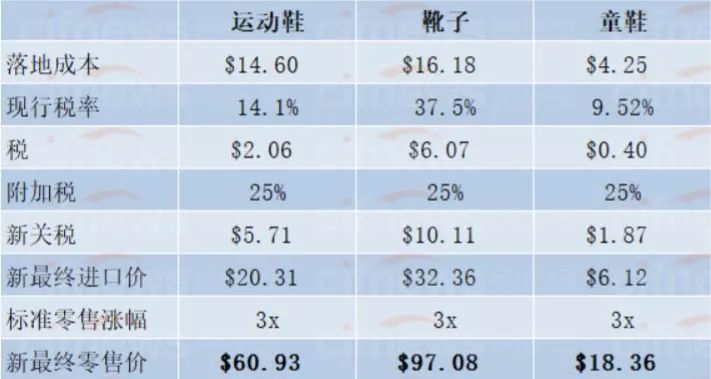 运动鞋 靴子 童鞋
落地成本 $14.60 $16.18 $4.25
现行税率 14.1% 37.5% 9.52%
税 $2.06 $6.07 $0.40
附加税 25% 25% 25%
新关税 $5.71 $10.11 $1.87
新最终进口价 $20.31 $32.36 $6.12
标准零售涨幅 3x 3x 3x
新最终零售价 $60.93 $97.08 $18.36